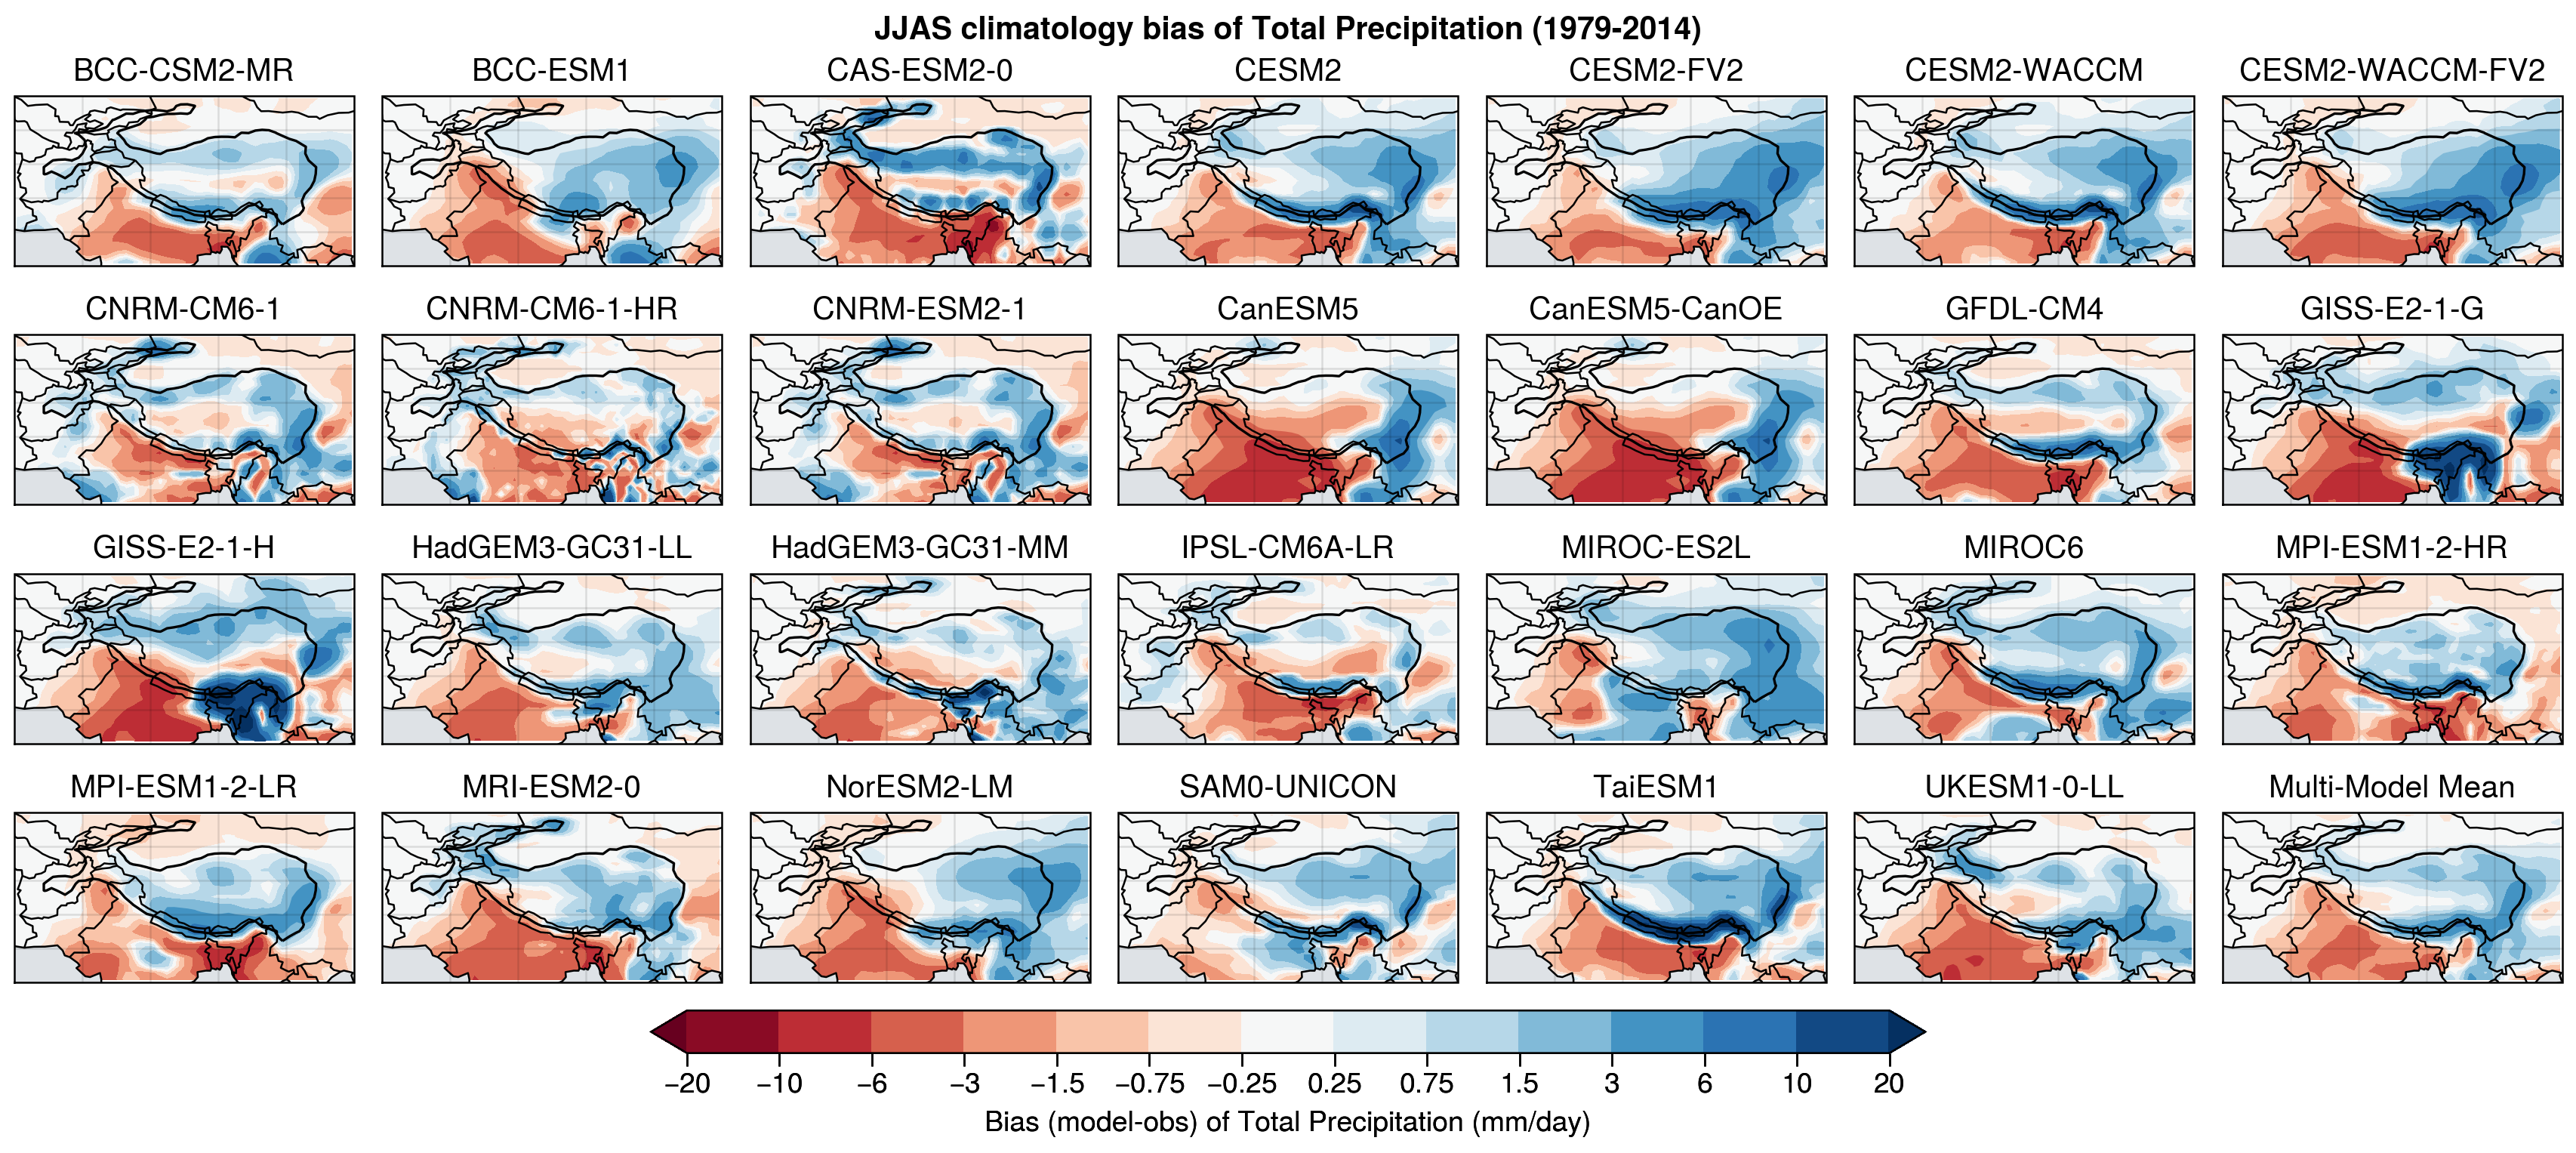 JJAS climatology bias of Total Precipitation (1979-2014)
BCC-CSM2-MR BCC-ESM1 CAS-ESM2-0 CESM2 CESM2-FV2 CESM2-WACCM CESM2-WACCM-FV2
CNRM-CM6-1 CNRM-CM6-1-HR CNRM-ESM2-1 CanESM5 CanESM5-CanOE GFDL-CM4 GISS-E2-1-G
GISS-E2-1-H HadGEM3-GC31-LL HadGEM3-GC31-MM IPSL-CM6A-LR MIROC-ES2L MIROC6 MPI-ESM1-2-HR
MPI-ESM1-2-LR MRI-ESM2-0 NorESM2-LM SAM0-UNICON TaiESM1 UKESM1-0-LL Multi-Model Mean
−20 −10 −6 −3 −1.5 −0.75 −0.25 0.25 0.75 1.5 3 6 10 20
Bias (model-obs) of Total Precipitation (mm/day)